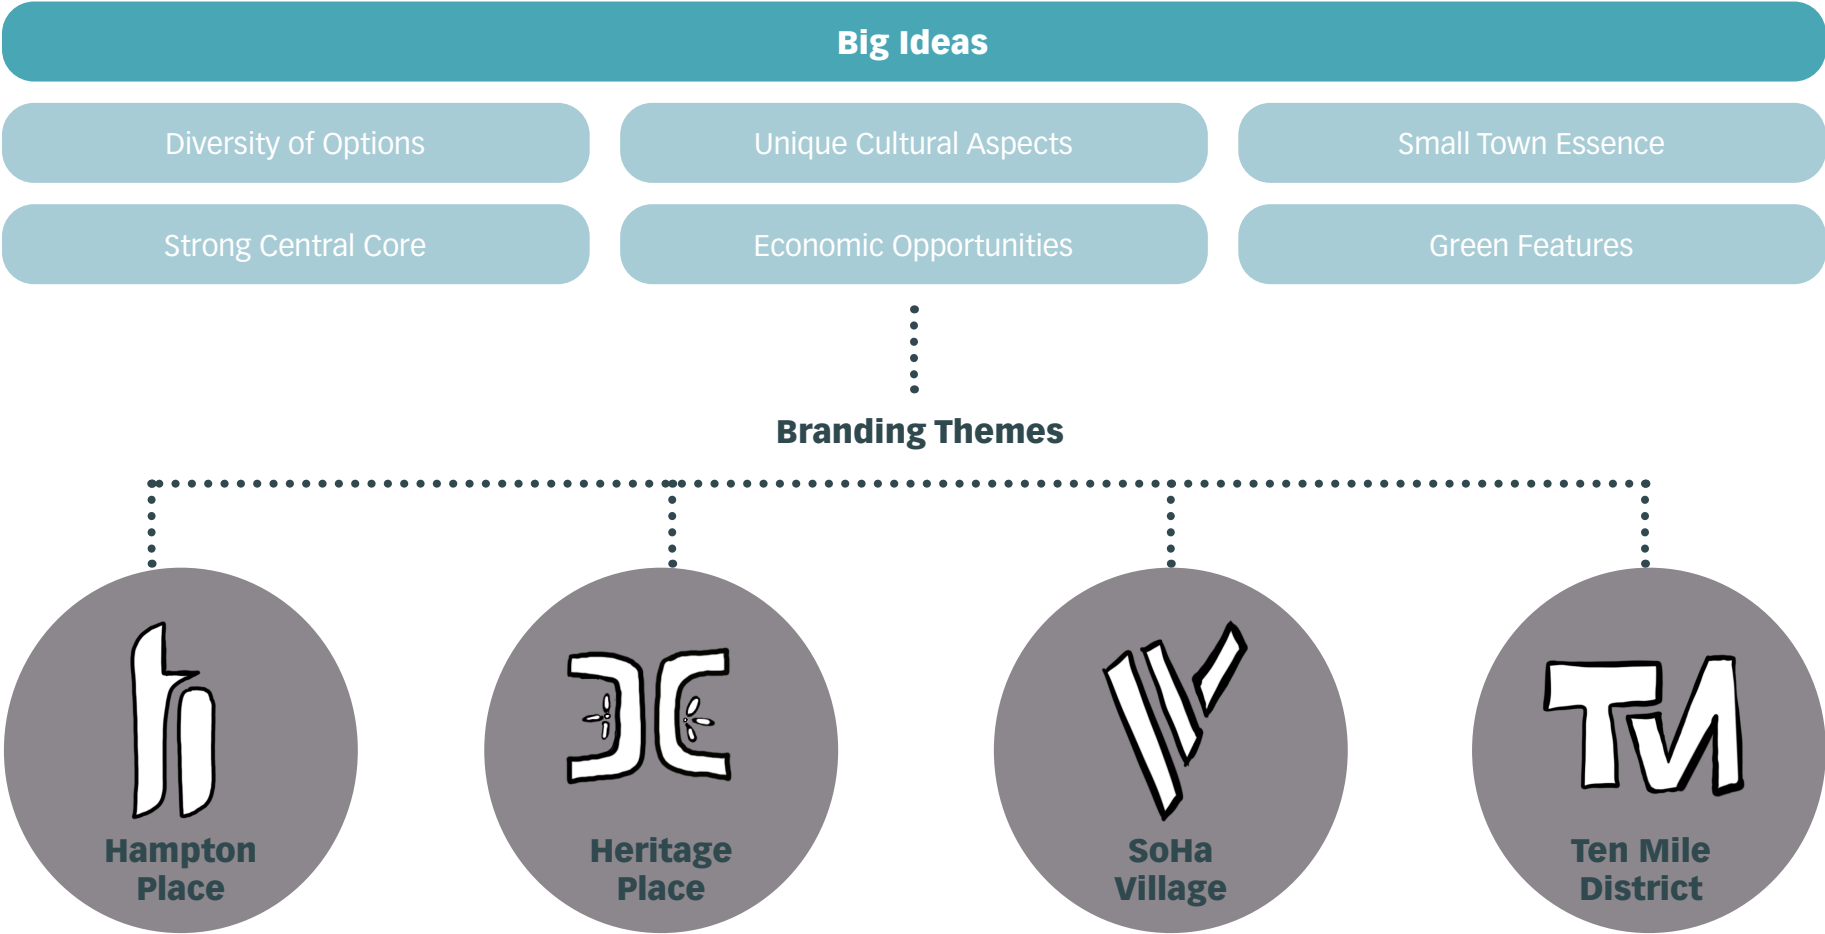 Big Ideas
Diversity of Options
Unique Cultural Aspects
Small Town Essence
Strong Central Core
Economic Opportunities
Green Features
Branding Themes
Hampton
Place
Heritage
Place
SoHa
Village
Ten Mile
District